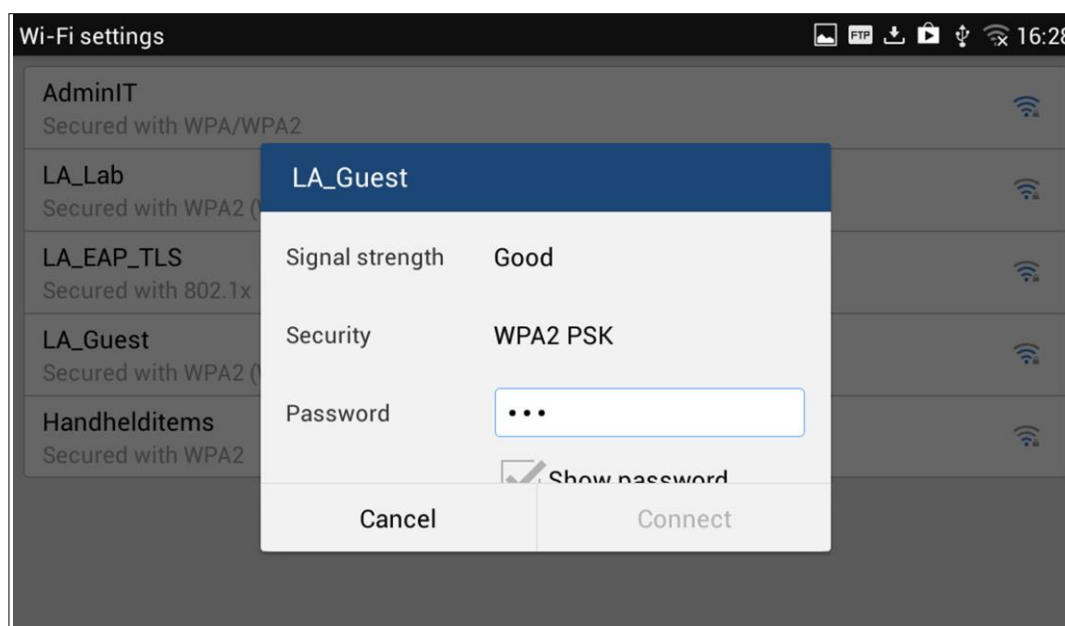 Wi-Fi settings
FTP
16:28
AdminIT
Secured with WPA/WPA2
LA_Lab
Secured with WPA2 (
LA_EAP_TLS
Secured with 802.1x
LA_Guest
Secured with WPA2 (
Handhelditems
Secured with WPA2
LA_Guest
Signal strength Good
Security WPA2 PSK
Password •••
Show password
Cancel Connect